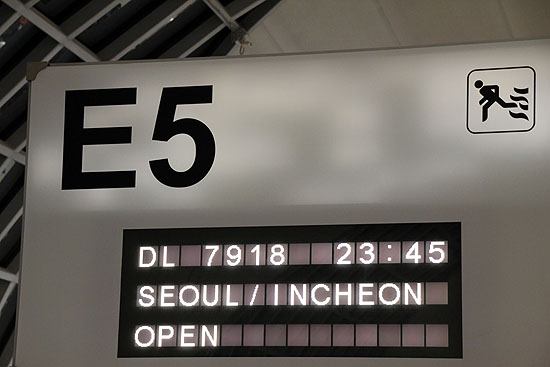 E5
DL 7918 23:45
SEOUL/INCHEON
OPEN